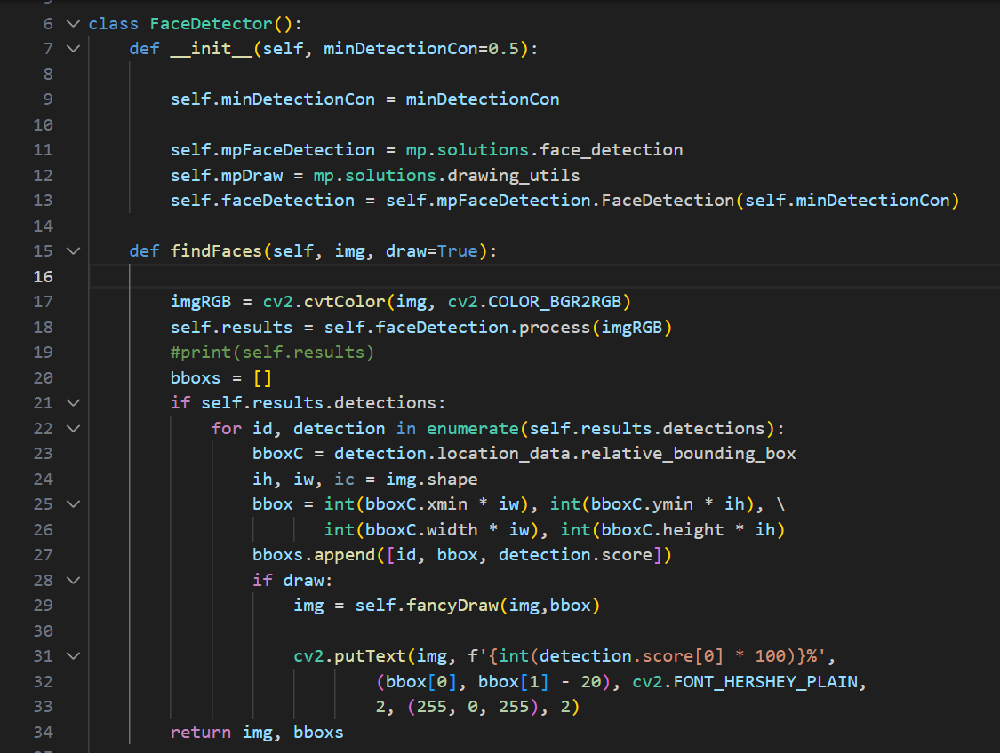 6 class FaceDetector():
7 def __init__(self, minDetectionCon=0.5):
8
9 self.minDetectionCon = minDetectionCon
10
11 self.mpFaceDetection = mp.solutions.face_detection
12 self.mpDraw = mp.solutions.drawing_utils
13 self.faceDetection = self.mpFaceDetection.FaceDetection(self.minDetectionCon)
14
15 def findFaces(self, img, draw=True):
16
17 imgRGB = cv2.cvtColor(img, cv2.COLOR_BGR2RGB)
18 self.results = self.faceDetection.process(imgRGB)
19 #print(self.results)
20 bboxs = []
21 if self.results.detections:
22 for id, detection in enumerate(self.results.detections):
23 bboxC = detection.location_data.relative_bounding_box
24 ih, iw, ic = img.shape
25 bbox = int(bboxC.xmin * iw), int(bboxC.ymin * ih), \
26 int(bboxC.width * iw), int(bboxC.height * ih)
27 bboxs.append([id, bbox, detection.score])
28 if draw:
29 img = self.fancyDraw(img,bbox)
30
31 cv2.putText(img, f'{int(detection.score[0] * 100)}%',
32 (bbox[0], bbox[1] - 20), cv2.FONT_HERSHEY_PLAIN,
33 2, (255, 0, 255), 2)
34 return img, bboxs